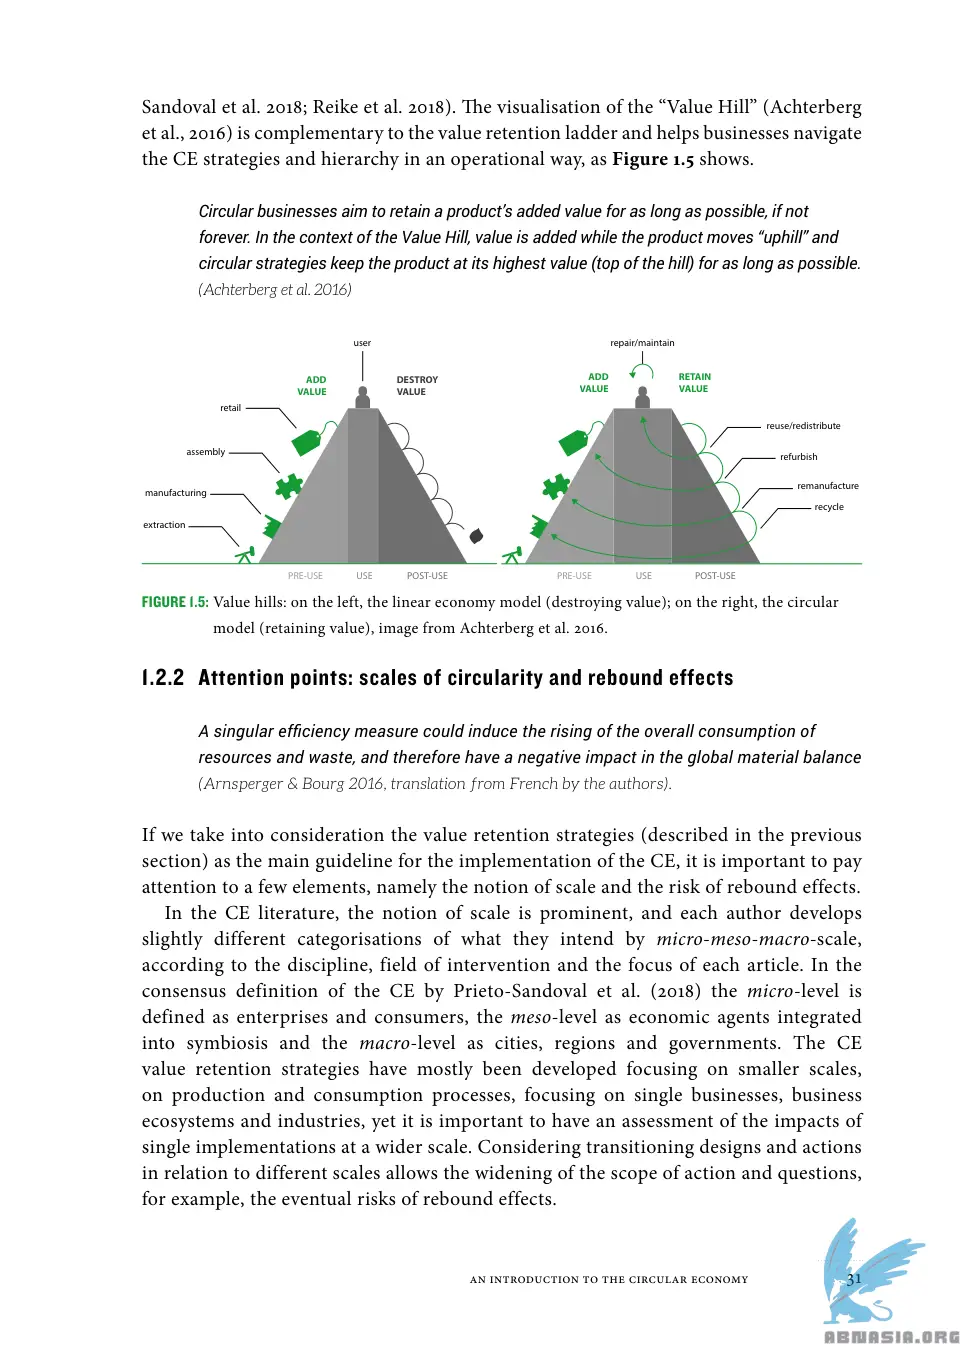 Sandoval et al. 2018; Reike et al. 2018). The visualisation of the “Value Hill” (Achterberg
et al., 2016) is complementary to the value retention ladder and helps businesses navigate
the CE strategies and hierarchy in an operational way, as Figure 1.5 shows.
Circular businesses aim to retain a product’s added value for as long as possible, if not
forever. In the context of the Value Hill, value is added while the product moves “uphill” and
circular strategies keep the product at its highest value (top of the hill) for as long as possible.
(Achterberg et al. 2016)
user
ADD
VALUE
DESTROY
VALUE
retail
assembly
manufacturing
extraction
PRE-USE
USE
POST-USE
repair/maintain
ADD
VALUE
RETAIN
VALUE
reuse/redistribute
refurbish
remanufacture
recycle
PRE-USE
USE
POST-USE
FIGURE 1.5: Value hills: on the left, the linear economy model (destroying value); on the right, the circular
model (retaining value), image from Achterberg et al. 2016.
1.2.2 Attention points: scales of circularity and rebound effects
A singular efficiency measure could induce the rising of the overall consumption of
resources and waste, and therefore have a negative impact in the global material balance
(Arnsperger & Bourg 2016, translation from French by the authors).
If we take into consideration the value retention strategies (described in the previous
section) as the main guideline for the implementation of the CE, it is important to pay
attention to a few elements, namely the notion of scale and the risk of rebound effects.
In the CE literature, the notion of scale is prominent, and each author develops
slightly different categorisations of what they intend by micro-meso-macro-scale,
according to the discipline, field of intervention and the focus of each article. In the
consensus definition of the CE by Prieto-Sandoval et al. (2018) the micro-level is
defined as enterprises and consumers, the meso-level as economic agents integrated
into symbiosis and the macro-level as cities, regions and governments. The CE
value retention strategies have mostly been developed focusing on smaller scales,
on production and consumption processes, focusing on single businesses, business
ecosystems and industries, yet it is important to have an assessment of the impacts of
single implementations at a wider scale. Considering transitioning designs and actions
in relation to different scales allows the widening of the scope of action and questions,
for example, the eventual risks of rebound effects.
AN INTRODUCTION TO THE CIRCULAR ECONOMY 31
ABNASIA.ORG